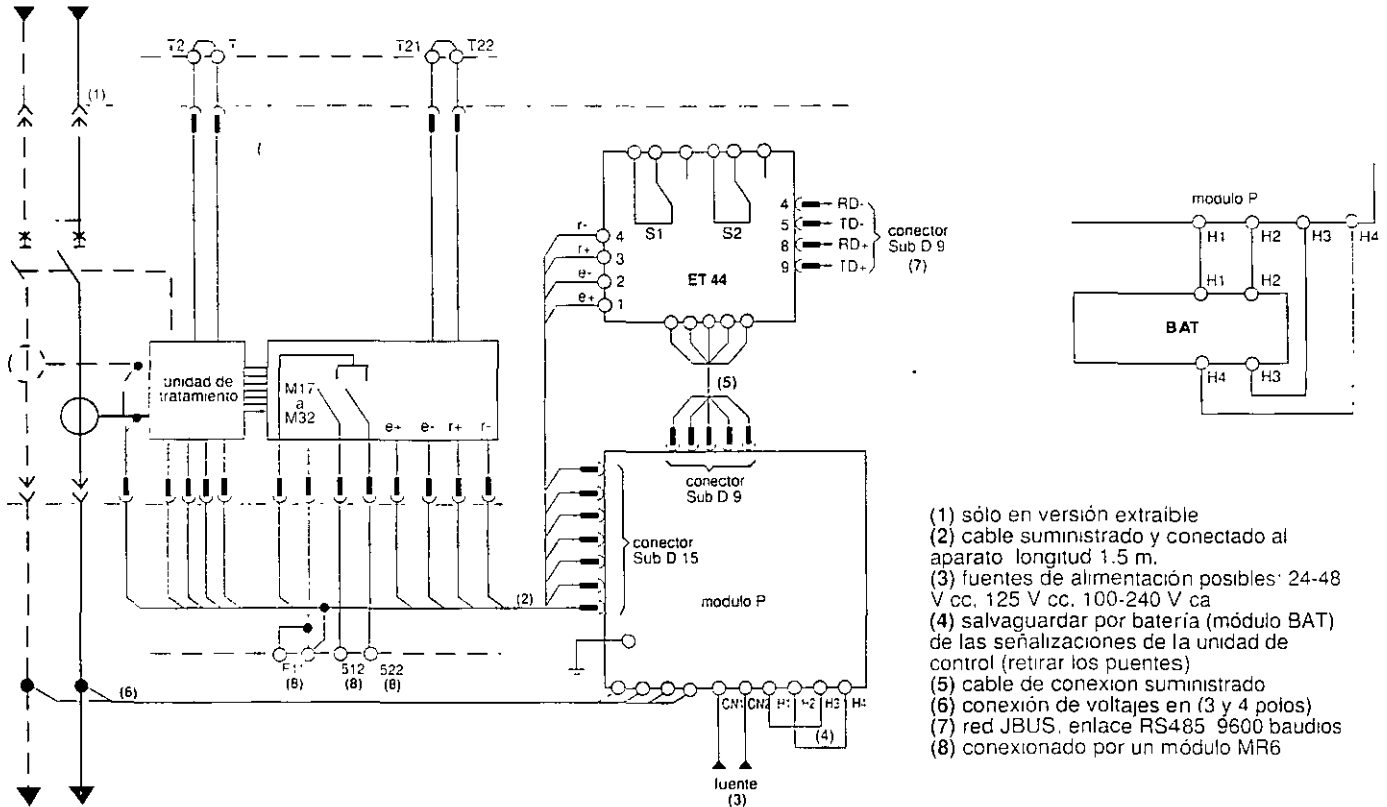 T2
T21
T22
(1)
S1
S2
r-
4
r+
3
e-
2
e+
1
ET 44
4
RD-
5
TD-
8
RD+
9
TD+
conector
Sub D 9
(7)
modulo P
H1
H2
H3
H4
H1
H2
BAT
H4
H3
unidad de
tratamiento
M17
a
M32
e+
e-
r+
r-
(5)
conector
Sub D 9
conector
Sub D 15
modulo P
(2)
(8)
512
(8)
522
(8)
(6)
CN1
CN2
H1
H2
H3
H4
(4)
fuente
(3)
(1) sólo en versión extraíble
(2) cable suministrado y conectado al
aparato longitud 1.5 m.
(3) fuentes de alimentación posibles: 24-48
V cc, 125 V cc, 100-240 V ca
(4) salvaguardar por batería (módulo BAT)
de las señalizaciones de la unidad de
control (retirar los puentes)
(5) cable de conexion suministrado
(6) conexión de voltajes en (3 y 4 polos)
(7) red JBUS, enlace RS485 9600 baudios
(8) conexionado por un módulo MR6